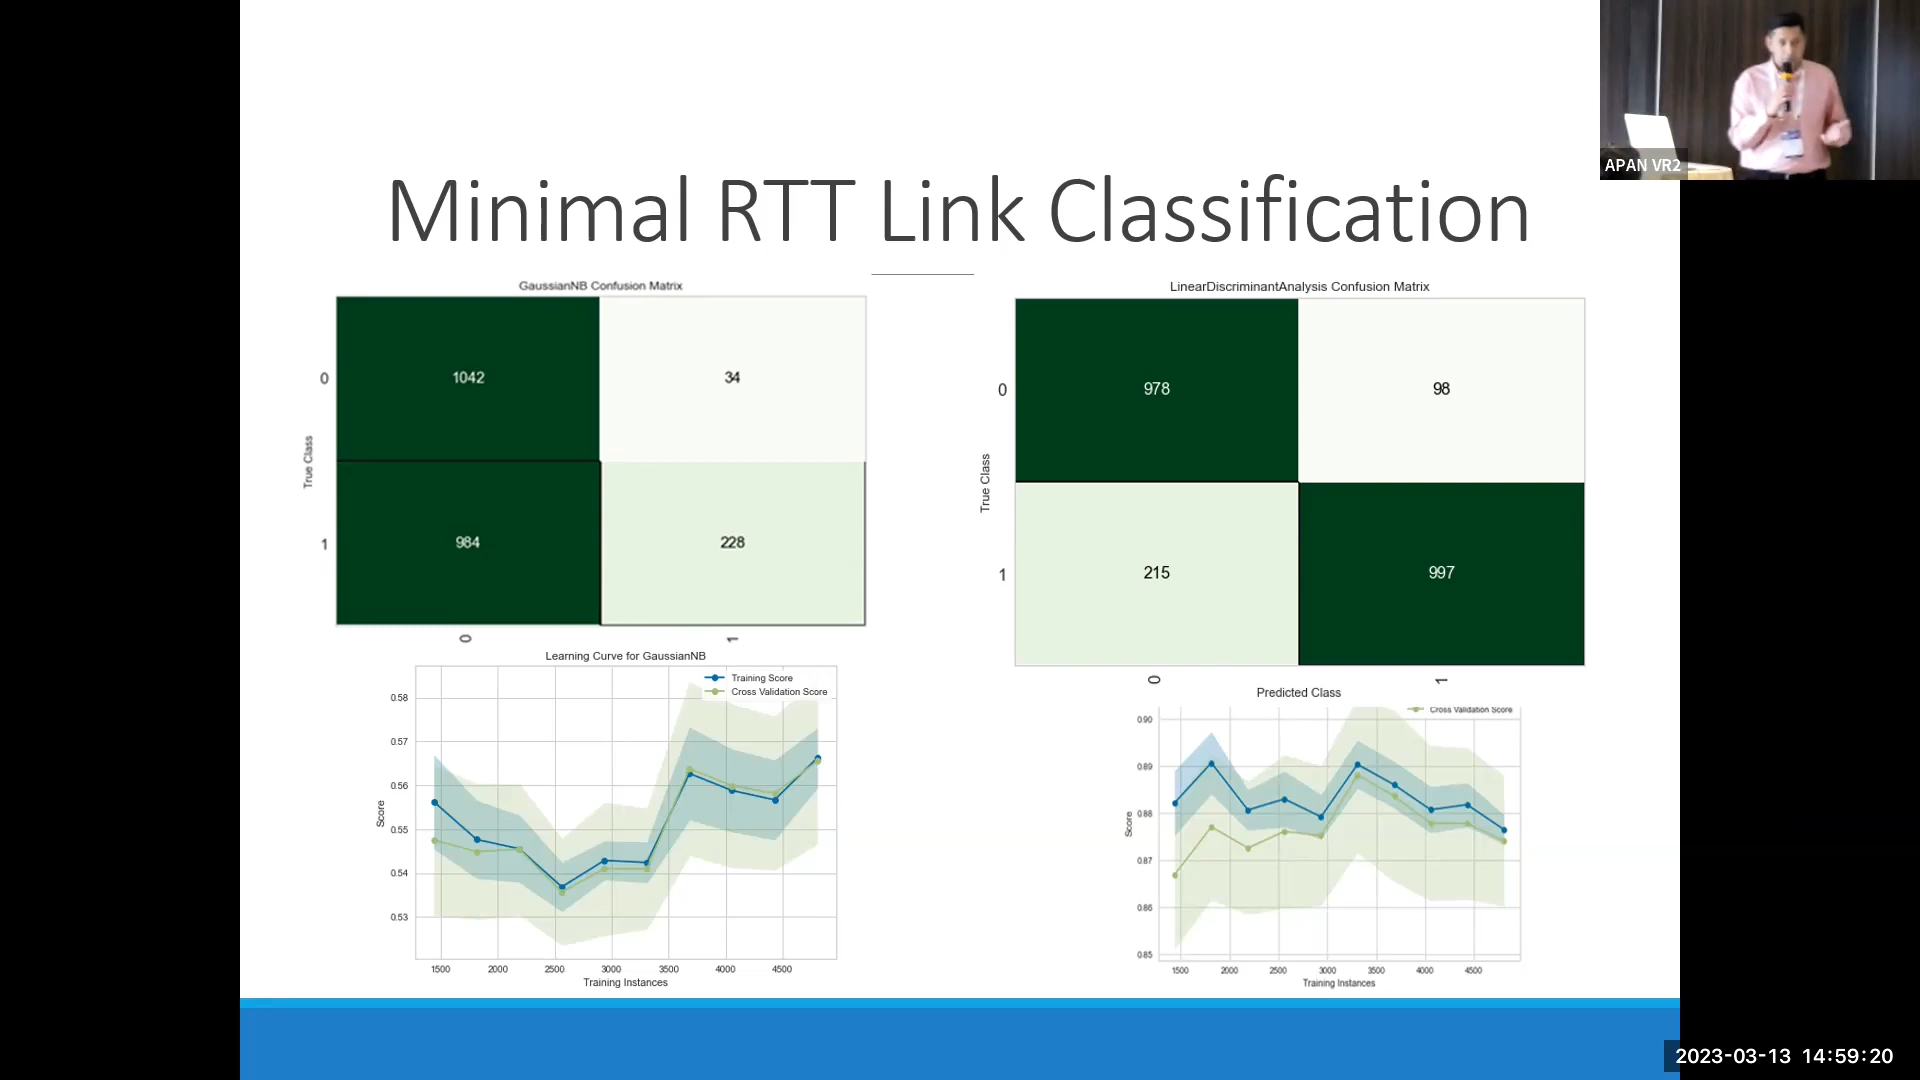 APAN VR2
Minimal RTT Link Classification
GaussianNB Confusion Matrix
1042
34
984
228
0
1
True Class
0
1
Learning Curve for GaussianNB
Training Score
Cross Validation Score
0.58
0.57
0.56
0.55
0.54
0.53
Score
1500 2000 2500 3000 3500 4000 4500
Training Instances
LinearDiscriminantAnalysis Confusion Matrix
978
98
215
997
0
1
True Class
0
1
Predicted Class
Cross Validation Score
0.90
0.89
0.88
0.87
0.86
0.85
Score
1500 2000 2500 3000 3500 4000 4500
Training Instances
2023-03-13 14:59:20